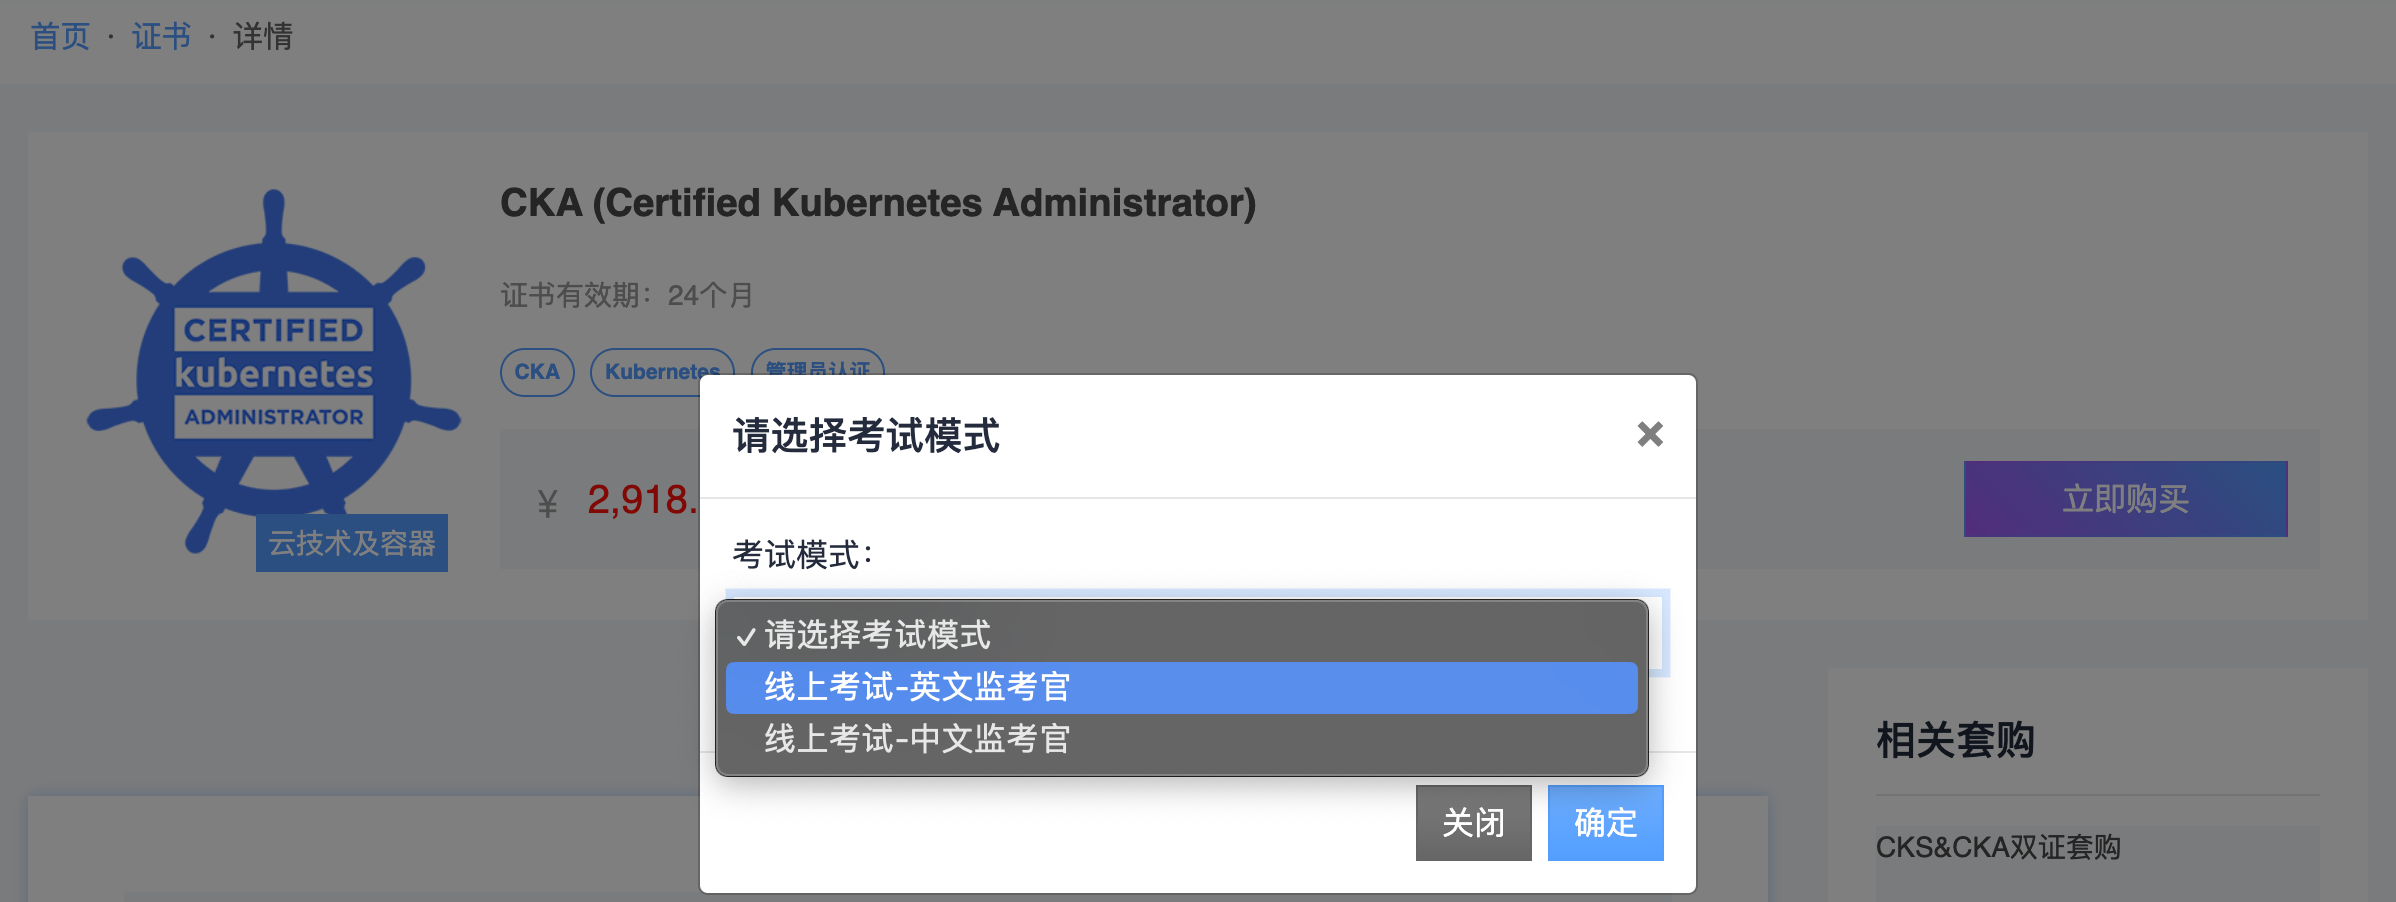 首页 · 证书 · 详情
CERTIFIED
kubernetes
ADMINISTRATOR
云技术及容器
CKA (Certified Kubernetes Administrator)
证书有效期：24个月
CKA Kubernetes 管理员认证
¥ 2,918.
立即购买
请选择考试模式 ×
考试模式：
✓ 请选择考试模式
线上考试-英文监考官
线上考试-中文监考官
关闭 确定
相关套购
CKS&CKA双证套购